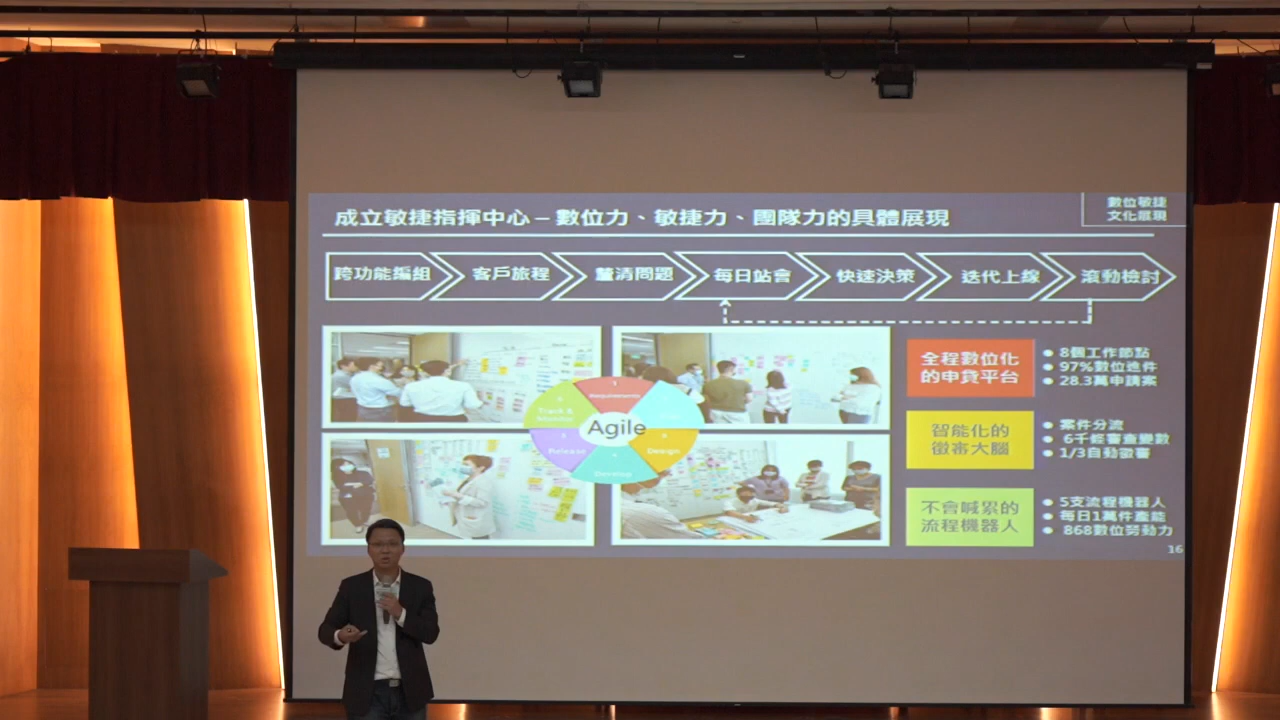 成立敏捷指揮中心 – 數位力、敏捷力、團隊力的具體展現
數位敏捷
文化展現
跨功能編組
客戶旅程
釐清問題
每日站會
快速決策
迭代上線
滾動檢討
Agile
Requirements
Design
Develop
Release
Track &
Monitor
全程數位化
的申貸平台
● 8個工作節點
● 97%數位進件
● 28.3萬申請案
智能化的
徵審大腦
● 案件分流
● 6千經審查變數
● 1/3自動徵審
不會喊累的
流程機器人
● 5支流程機器人
● 每日1萬件產能
● 868數位勞動力
16